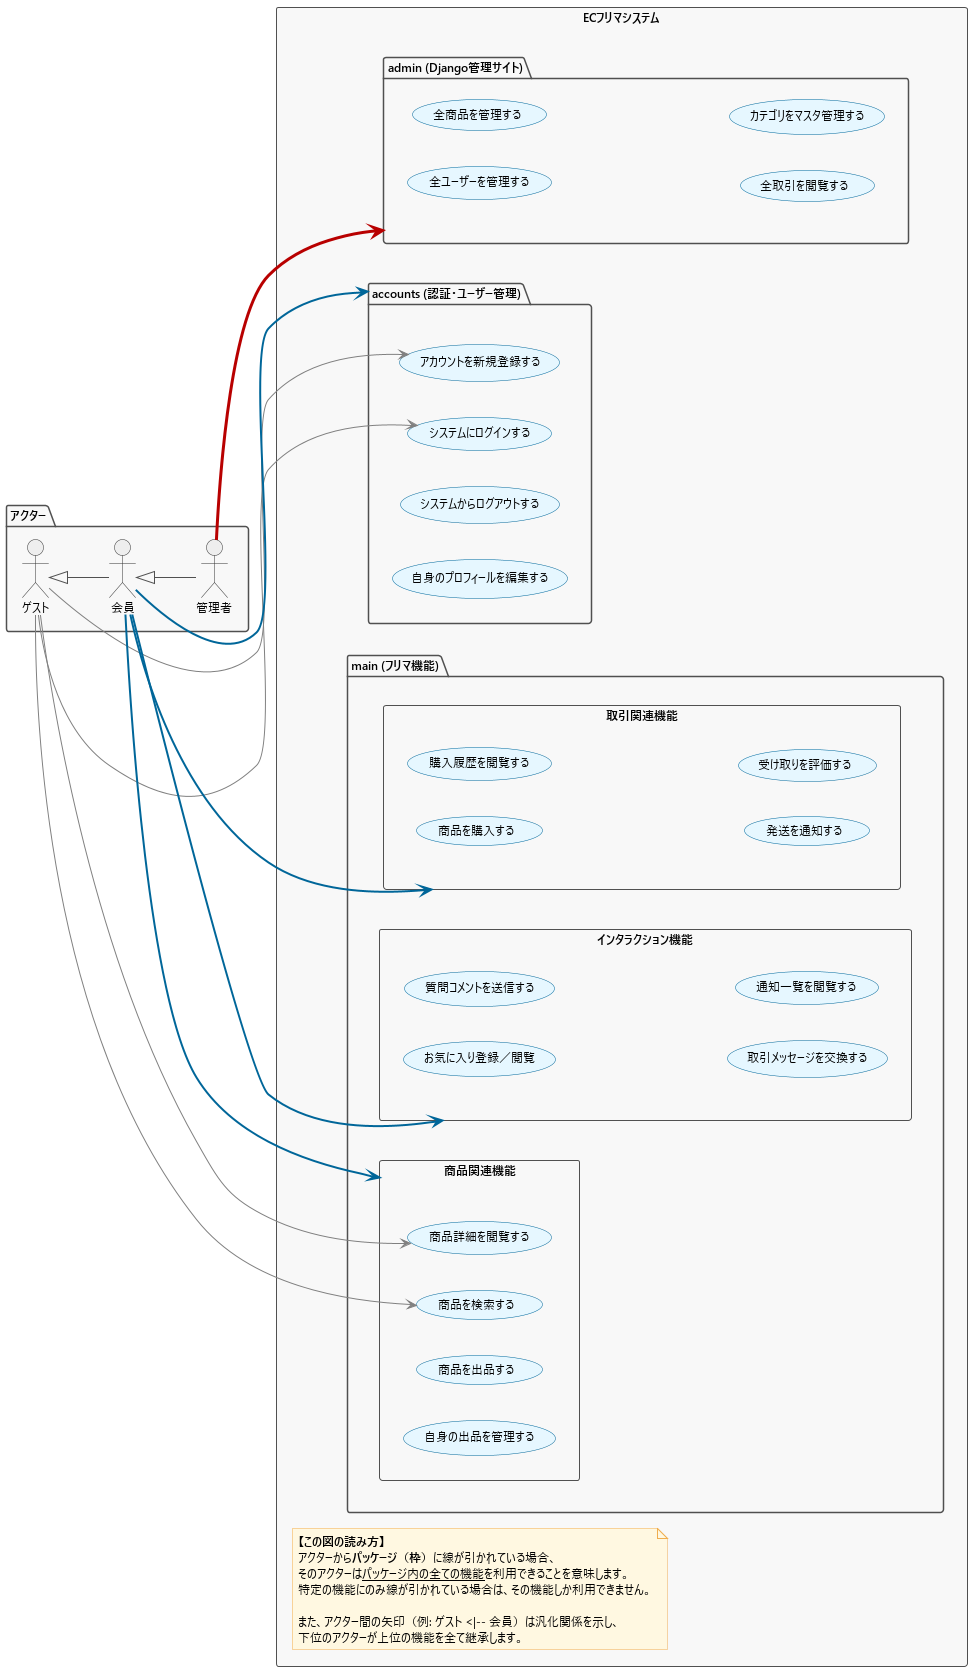 ECフリマシステム
admin (Django管理サイト)
全商品を管理する
カテゴリをマスタ管理する
全ユーザーを管理する
全取引を閲覧する
accounts (認証・ユーザー管理)
アカウントを新規登録する
システムにログインする
システムからログアウトする
自身のプロフィールを編集する
アクター
ゲスト
会員
管理者
main (フリマ機能)
取引関連機能
購入履歴を閲覧する
受け取りを評価する
商品を購入する
発送を通知する
インタラクション機能
質問コメントを送信する
通知一覧を閲覧する
お気に入り登録／閲覧
取引メッセージを交換する
商品関連機能
商品詳細を閲覧する
商品を検索する
商品を出品する
自身の出品を管理する
【この図の読み方】
アクターからパッケージ（枠）に線が引かれている場合、
そのアクターはパッケージ内の全ての機能を利用できることを意味します。
特定の機能にのみ線が引かれている場合は、その機能しか利用できません。
また、アクター間の矢印（例: ゲスト <|-- 会員）は汎化関係を示し、
下位のアクターが上位の機能を全て継承します。